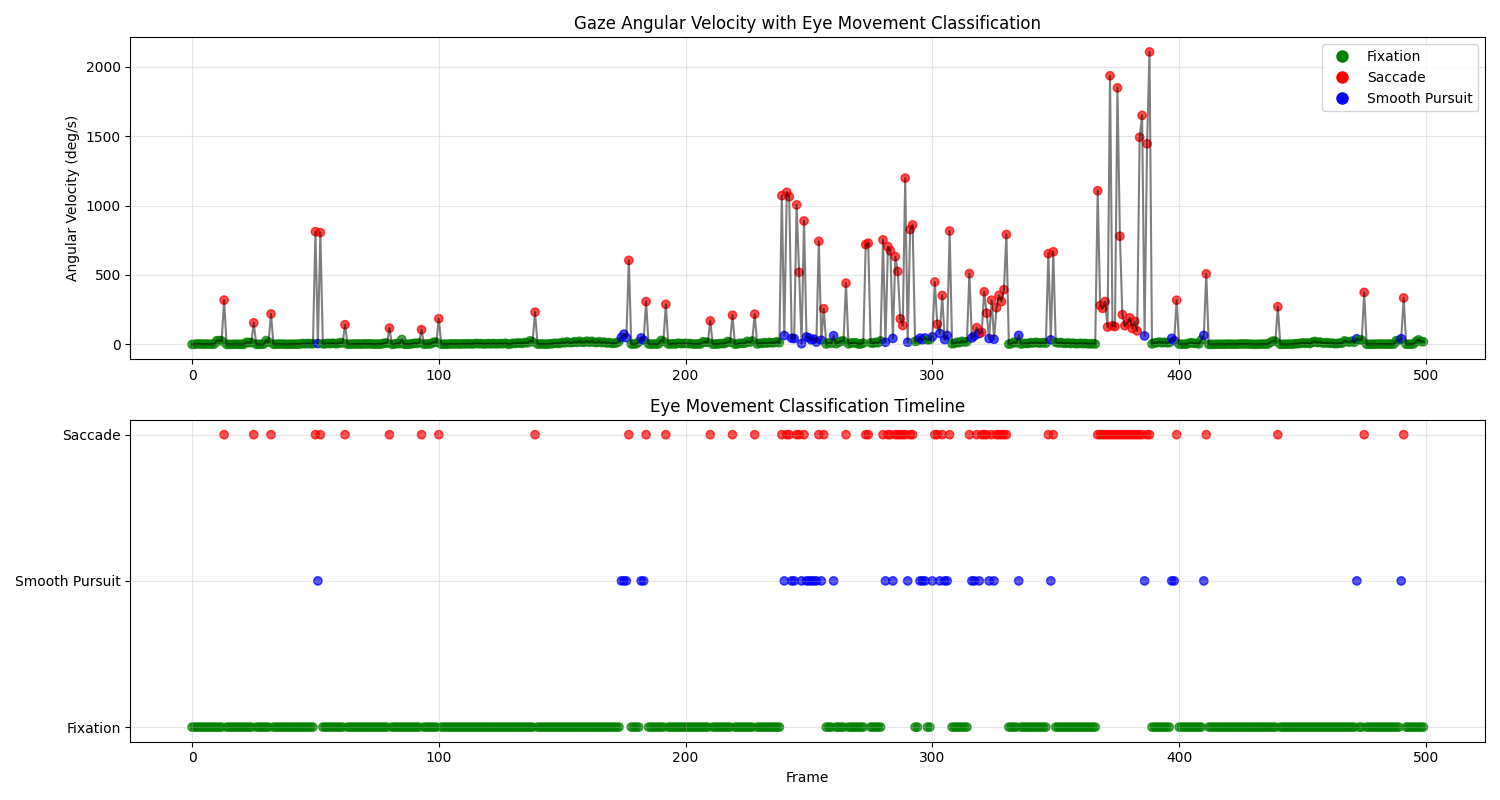 Gaze Angular Velocity with Eye Movement Classification
Angular Velocity (deg/s)
2000
1500
1000
500
0
Fixation
Saccade
Smooth Pursuit
0 100 200 300 400 500
Eye Movement Classification Timeline
Saccade
Smooth Pursuit
Fixation
0 100 200 300 400 500
Frame